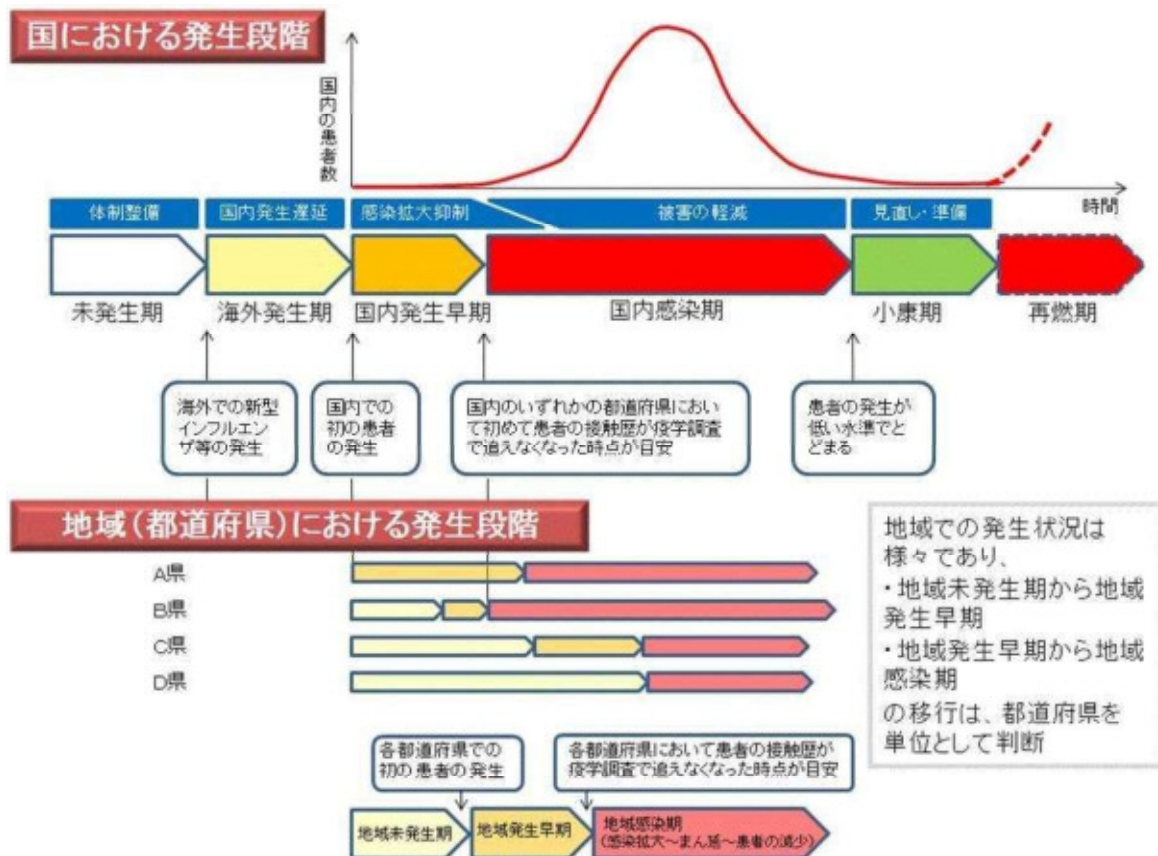 国における発生段階
国内の患者数
時間
体制整備
国内発生遅延
感染拡大抑制
被害の軽減
見直し・準備
未発生期
海外発生期
国内発生早期
国内感染期
小康期
再燃期
海外での新型
インフルエン
ザ等の発生
国内での
初の患者
の発生
国内のいずれかの都道府県におい
て初めて患者の接触歴が疫学調査
で追えなくなった時点が目安
患者の発生が
低い水準でと
どまる
地域(都道府県)における発生段階
A県
B県
C県
D県
地域での発生状況は
様々であり、
・地域未発生期から地域
発生早期
・地域発生早期から地域
感染期
の移行は、都道府県を
単位として判断
各都道府県での
初の患者の発生
各都道府県において患者の接触歴が
疫学調査で追えなくなった時点が目安
地域未発生期
地域発生早期
地域感染期
(感染拡大～まん延～患者の減少)